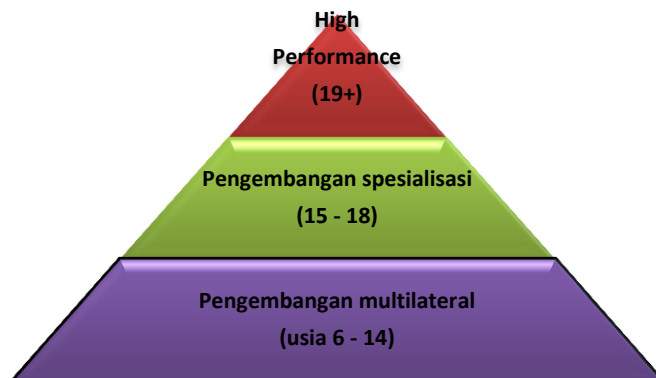 High
Performance
(19+)
Pengembangan spesialisasi
(15 - 18)
Pengembangan multilateral
(usia 6 - 14)